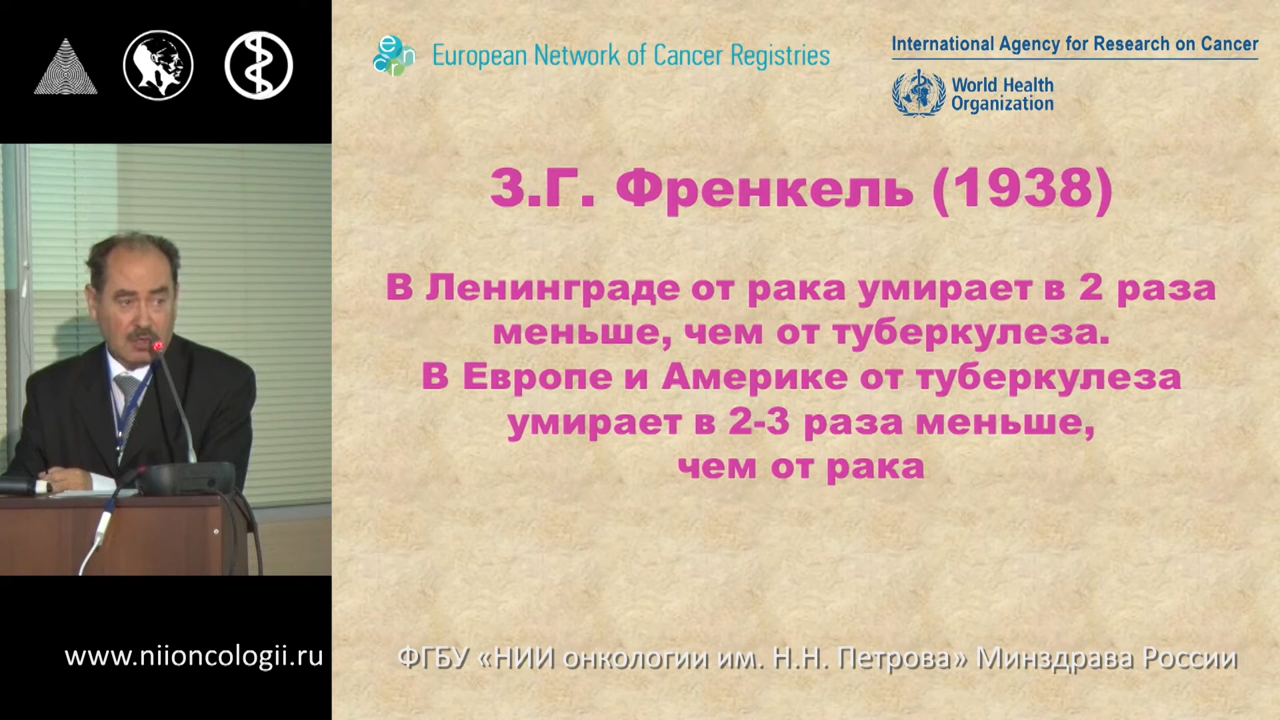 European Network of Cancer Registries
International Agency for Research on Cancer
World Health
Organization
З.Г. Френкель (1938)
В Ленинграде от рака умирает в 2 раза
меньше, чем от туберкулеза.
В Европе и Америке от туберкулеза
умирает в 2-3 раза меньше,
чем от рака
www.niioncologii.ru
ФГБУ «НИИ онкологии им. Н.Н. Петрова» Минздрава России